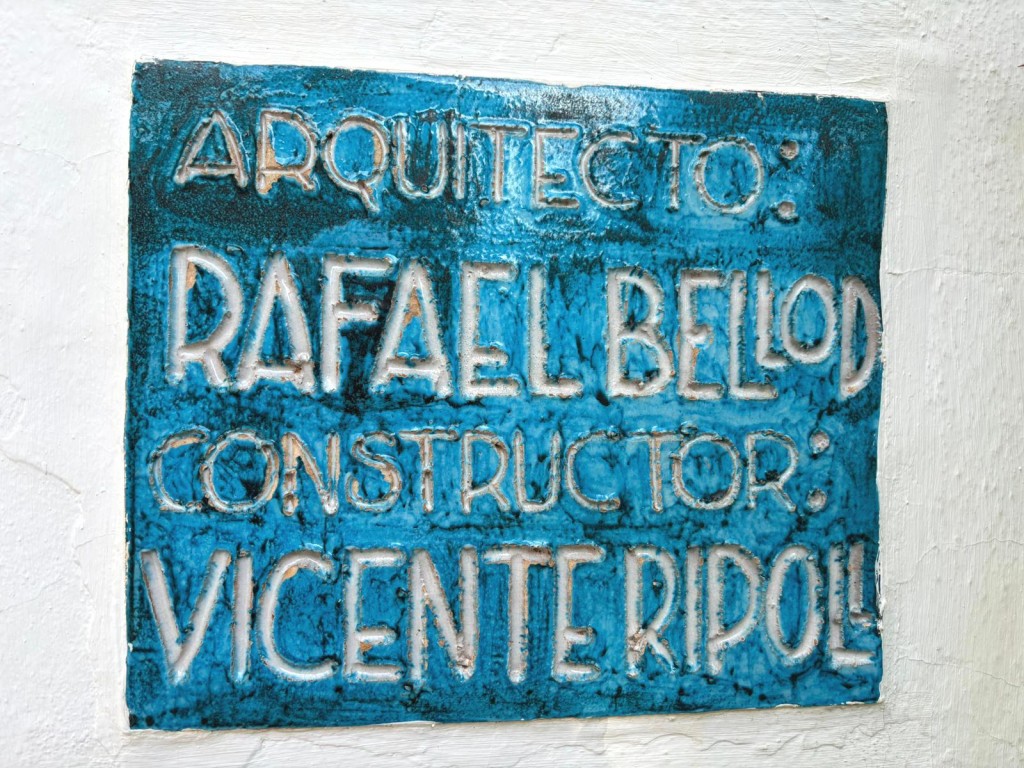 ARQUITECTO:
RAFAEL BELLOD
CONSTRUCTOR:
VICENTE RIPOLL